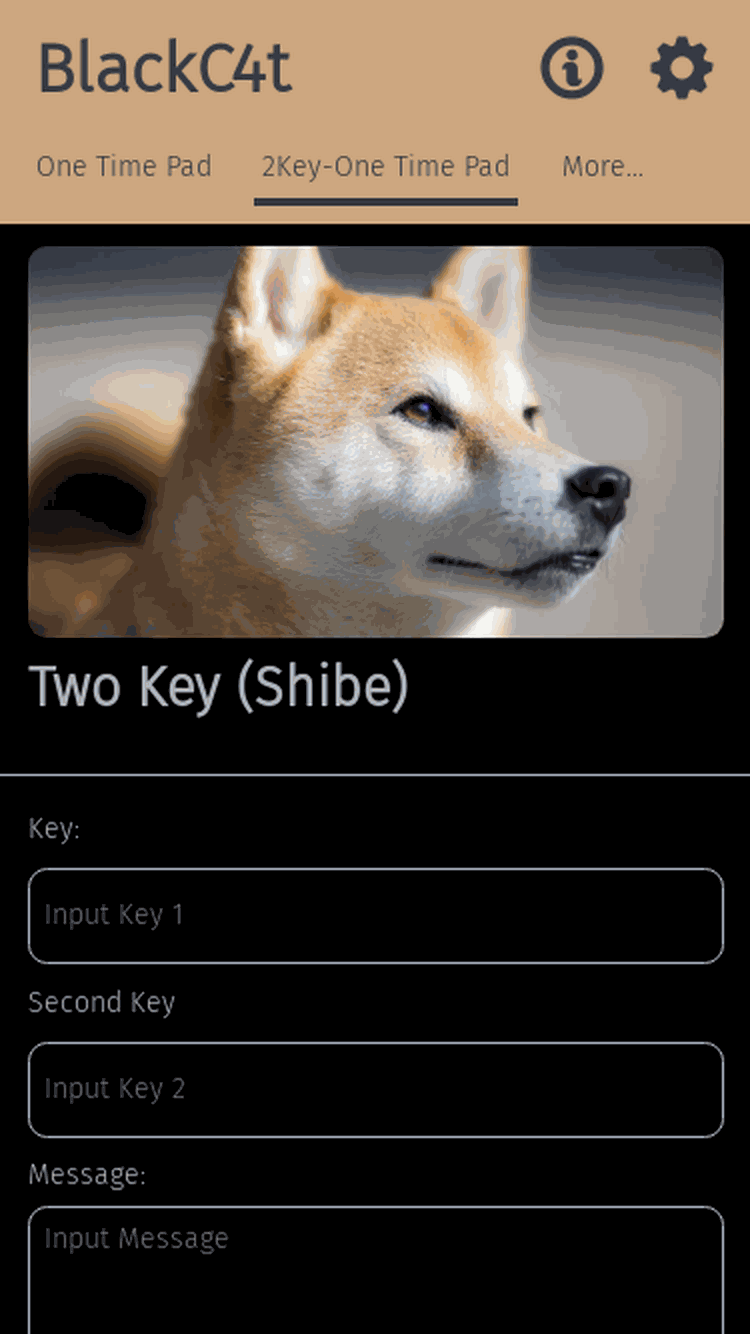 BlackC4t
One Time Pad 2Key-One Time Pad More...
Two Key (Shibe)
Key:
Input Key 1
Second Key
Input Key 2
Message:
Input Message